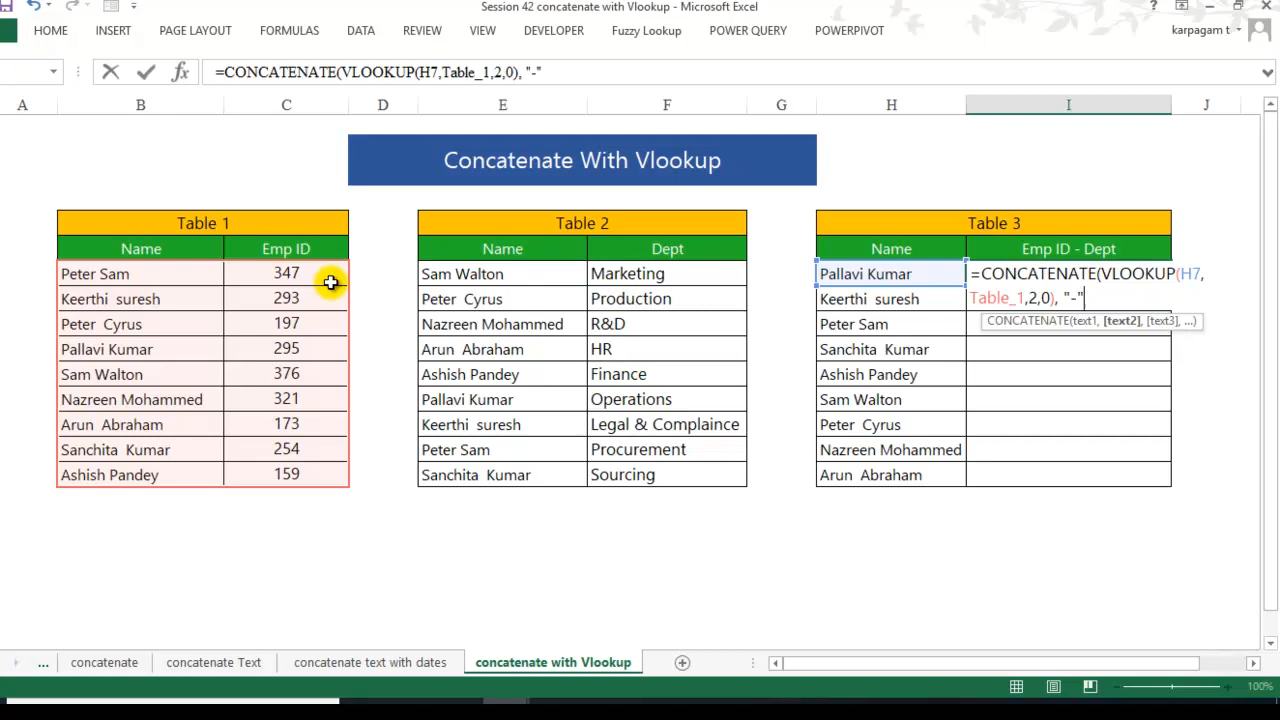 Session 42 concatenate with Vlookup - Microsoft Excel
?
HOME INSERT PAGE LAYOUT FORMULAS DATA REVIEW VIEW DEVELOPER Fuzzy Lookup POWER QUERY POWERPIVOT karpagam t
fx =CONCATENATE(VLOOKUP(H7,Table_1,2,0), "-"
A B C D E F G H I J
Concatenate With Vlookup
Table 1 Table 2 Table 3
Name Emp ID Name Dept Name Emp ID - Dept
Peter Sam 347 Sam Walton Marketing Pallavi Kumar =CONCATENATE(VLOOKUP(H7,
Keerthi suresh 293 Peter Cyrus Production Keerthi suresh Table_1,2,0), "-"
Peter Cyrus 197 Nazreen Mohammed R&D Peter Sam CONCATENATE(text1, [text2], [text3], ...)
Pallavi Kumar 295 Arun Abraham HR Sanchita Kumar
Sam Walton 376 Ashish Pandey Finance Ashish Pandey
Nazreen Mohammed 321 Pallavi Kumar Operations Sam Walton
Arun Abraham 173 Keerthi suresh Legal & Complaince Peter Cyrus
Sanchita Kumar 254 Peter Sam Procurement Nazreen Mohammed
Ashish Pandey 159 Sanchita Kumar Sourcing Arun Abraham
... concatenate concatenate Text concatenate text with dates concatenate with Vlookup
100%